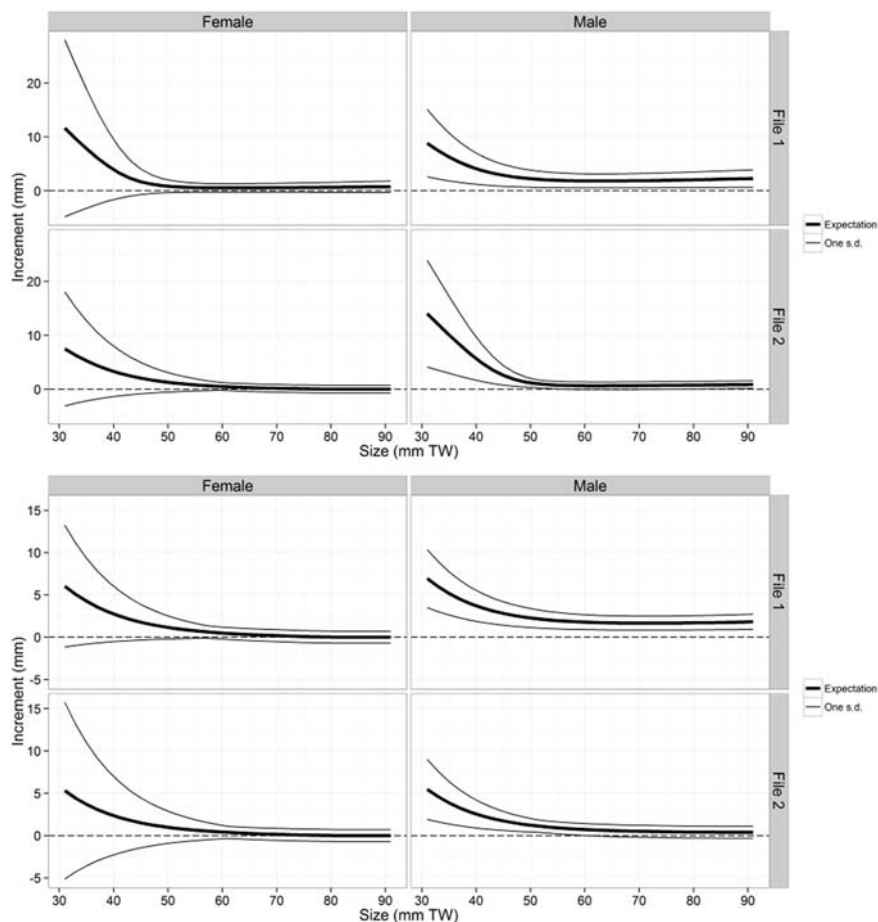 Female Male
20
10
0
File 1
Increment (mm)
20
10
0
File 2
30 40 50 60 70 80 90 30 40 50 60 70 80 90
Size (mm TW)
Expectation
One s.d.
Female Male
15
10
5
0
-5
File 1
Increment (mm)
15
10
5
0
-5
File 2
30 40 50 60 70 80 90 30 40 50 60 70 80 90
Size (mm TW)
Expectation
One s.d.